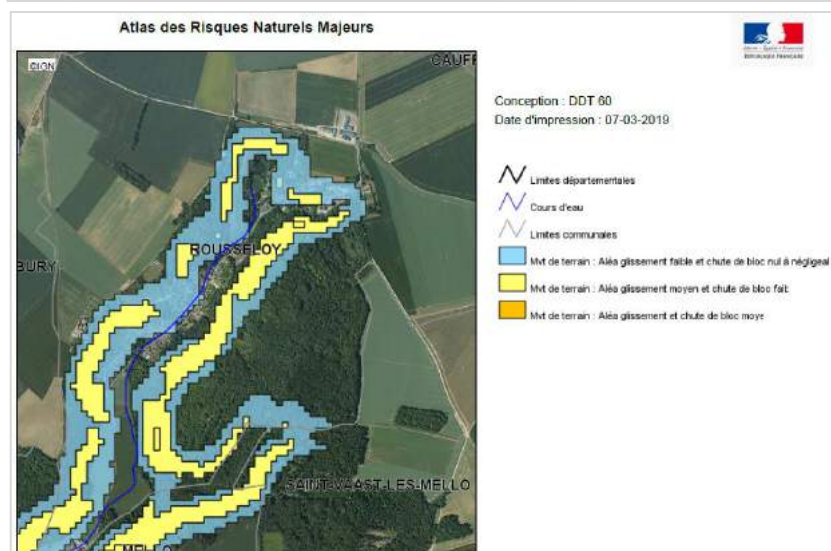 Atlas des Risques Naturels Majeurs
©IGN
CAUFF
RÉPUBLIQUE FRANÇAISE
Conception : DDT 60
Date d'impression : 07-03-2019
Limites départementales
Cours d'eau
Limites communales
Mvt de terrain : Aléa glissement faible et chute de bloc nul à négligeal
Mvt de terrain : Aléa glissement moyen et chute de bloc faib
Mvt de terrain : Aléa glissement et chute de bloc moye
ROUSSELOY
BURY
SAINT-VAAST-LES-MELLO
MELLO